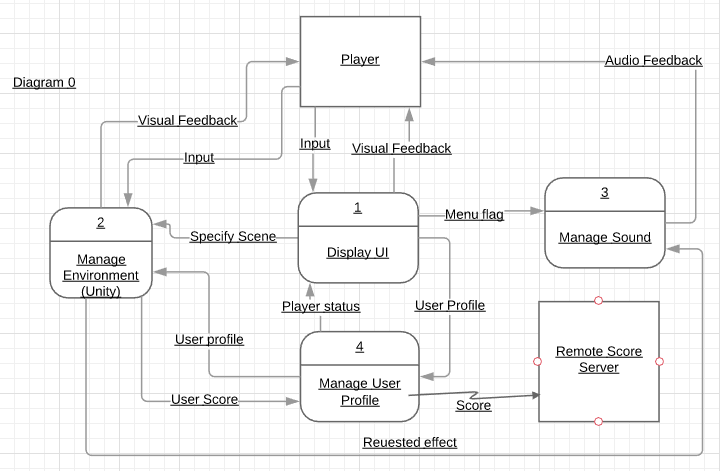 Player
Audio Feedback
Diagram 0
Visual Feedback
Input
Visual Feedback
Input
3
Manage Sound
1
Display UI
Menu flag
2
Manage
Environment
(Unity)
Specify Scene
Player status
User Profile
User profile
4
Manage User
Profile
Remote Score
Server
User Score
Score
Reuested effect